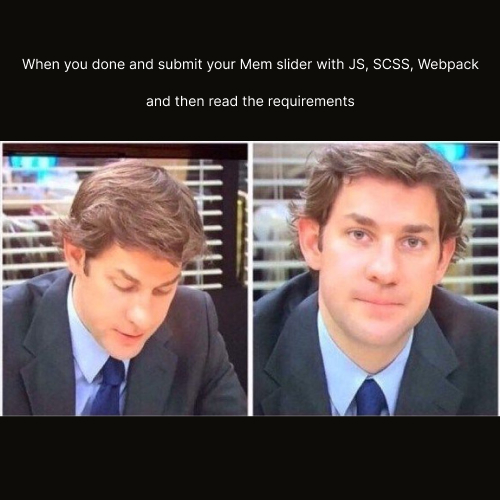 When you done and submit your Mem slider with JS, SCSS, Webpack
and then read the requirements